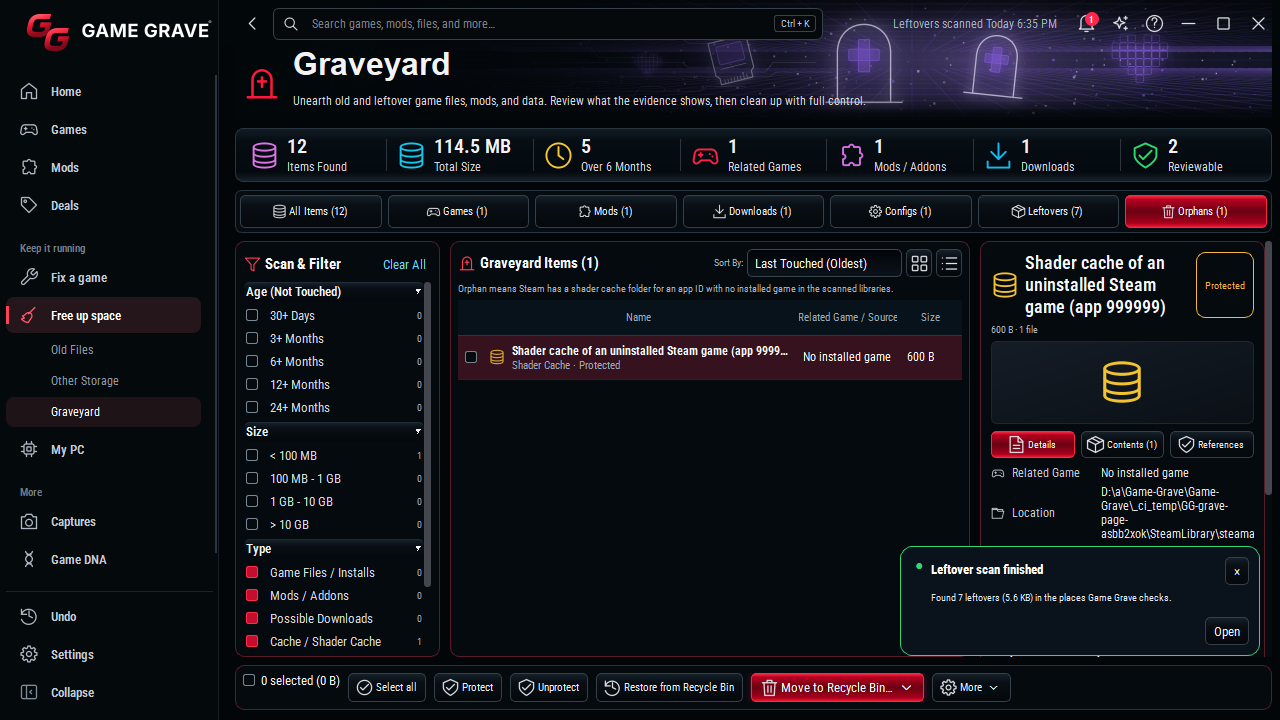 GAME GRAVE
Search games, mods, files, and more...
Ctrl + K
Leftovers scanned Today 6:35 PM
1
Home
Games
Mods
Deals
Keep it running
Fix a game
Free up space
Old Files
Other Storage
Graveyard
My PC
More
Captures
Game DNA
Undo
Settings
Collapse
Graveyard
Unearth old and leftover game files, mods, and data. Review what the evidence shows, then clean up with full control.
12
Items Found
114.5 MB
Total Size
5
Over 6 Months
1
Related Games
1
Mods / Addons
1
Downloads
2
Reviewable
All Items (12)
Games (1)
Mods (1)
Downloads (1)
Configs (1)
Leftovers (7)
Orphans (1)
Scan & Filter
Clear All
Age (Not Touched)
30+ Days 0
3+ Months 0
6+ Months 0
12+ Months 0
24+ Months 0
Size
< 100 MB 1
100 MB - 1 GB 0
1 GB - 10 GB 0
> 10 GB 0
Type
Game Files / Installs 0
Mods / Addons 0
Possible Downloads 0
Cache / Shader Cache 1
Graveyard Items (1)
Sort By:
Last Touched (Oldest)
Orphan means Steam has a shader cache folder for an app ID with no installed game in the scanned libraries.
Name Related Game / Source Size
Shader cache of an uninstalled Steam game (app 9999...
Shader Cache · Protected
No installed game
600 B
Shader cache of an
uninstalled Steam
game (app 999999)
Protected
600 B · 1 file
Details
Contents (1)
References
Related Game
No installed game
Location
D:\a\Game-Grave\Game-
Grave\_ci_temp\GG-grave-
page-
asbb2xok\SteamLibrary\steama
Leftover scan finished
x
Found 7 leftovers (5.6 KB) in the places Game Grave checks.
Open
0 selected (0 B)
Select all
Protect
Unprotect
Restore from Recycle Bin
Move to Recycle Bin...
More